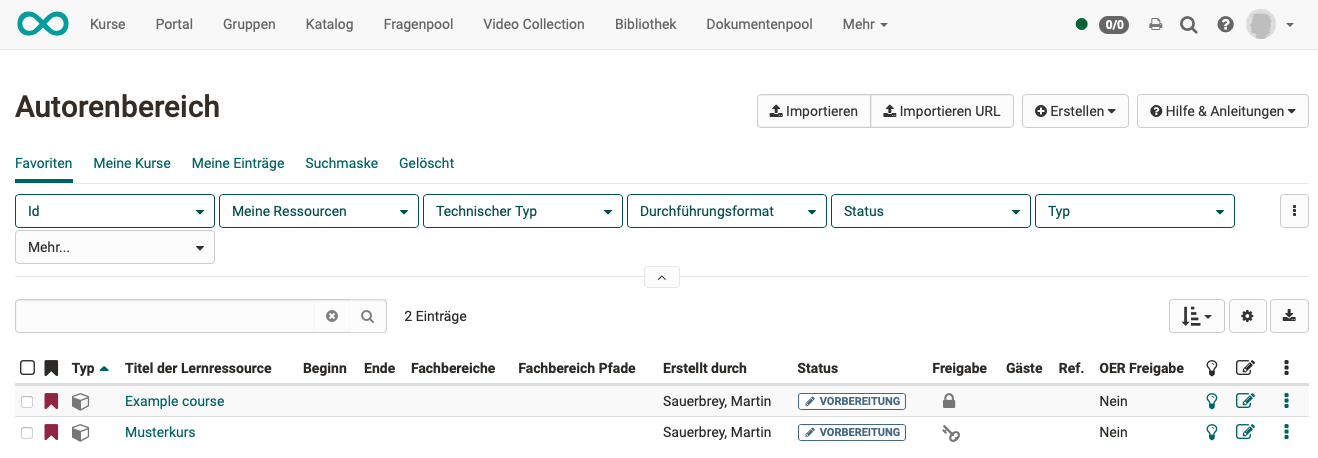 Kurse Portal Gruppen Katalog Fragenpool Video Collection Bibliothek Dokumentenpool Mehr 0/0
Autorenbereich
Importieren Importieren URL Erstellen Hilfe & Anleitungen
Favoriten Meine Kurse Meine Einträge Suchmaske Gelöscht
Id Meine Ressourcen Technischer Typ Durchführungsformat Status Typ
Mehr...
2 Einträge
Typ Titel der Lernressource Beginn Ende Fachbereiche Fachbereich Pfade Erstellt durch Status Freigabe Gäste Ref. OER Freigabe
Example course Sauerbrey, Martin VORBEREITUNG Nein
Musterkurs Sauerbrey, Martin VORBEREITUNG Nein